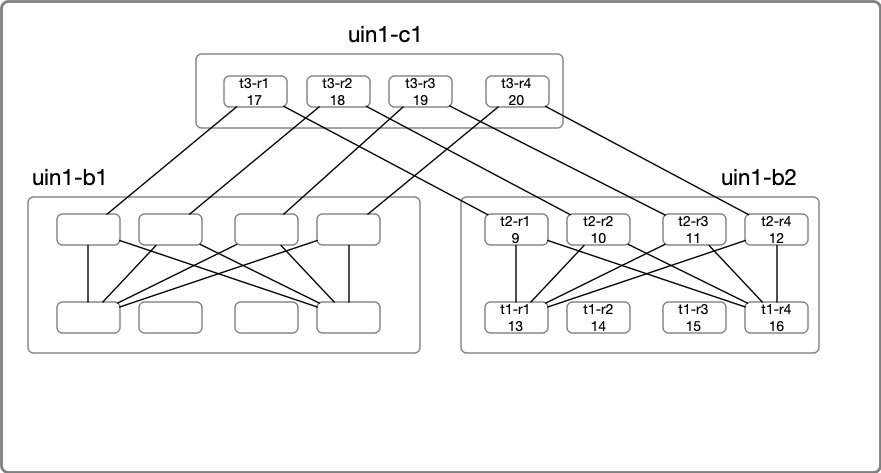 uin1-c1
t3-r1
17
t3-r2
18
t3-r3
19
t3-r4
20
uin1-b1
uin1-b2
t2-r1
9
t2-r2
10
t2-r3
11
t2-r4
12
t1-r1
13
t1-r2
14
t1-r3
15
t1-r4
16